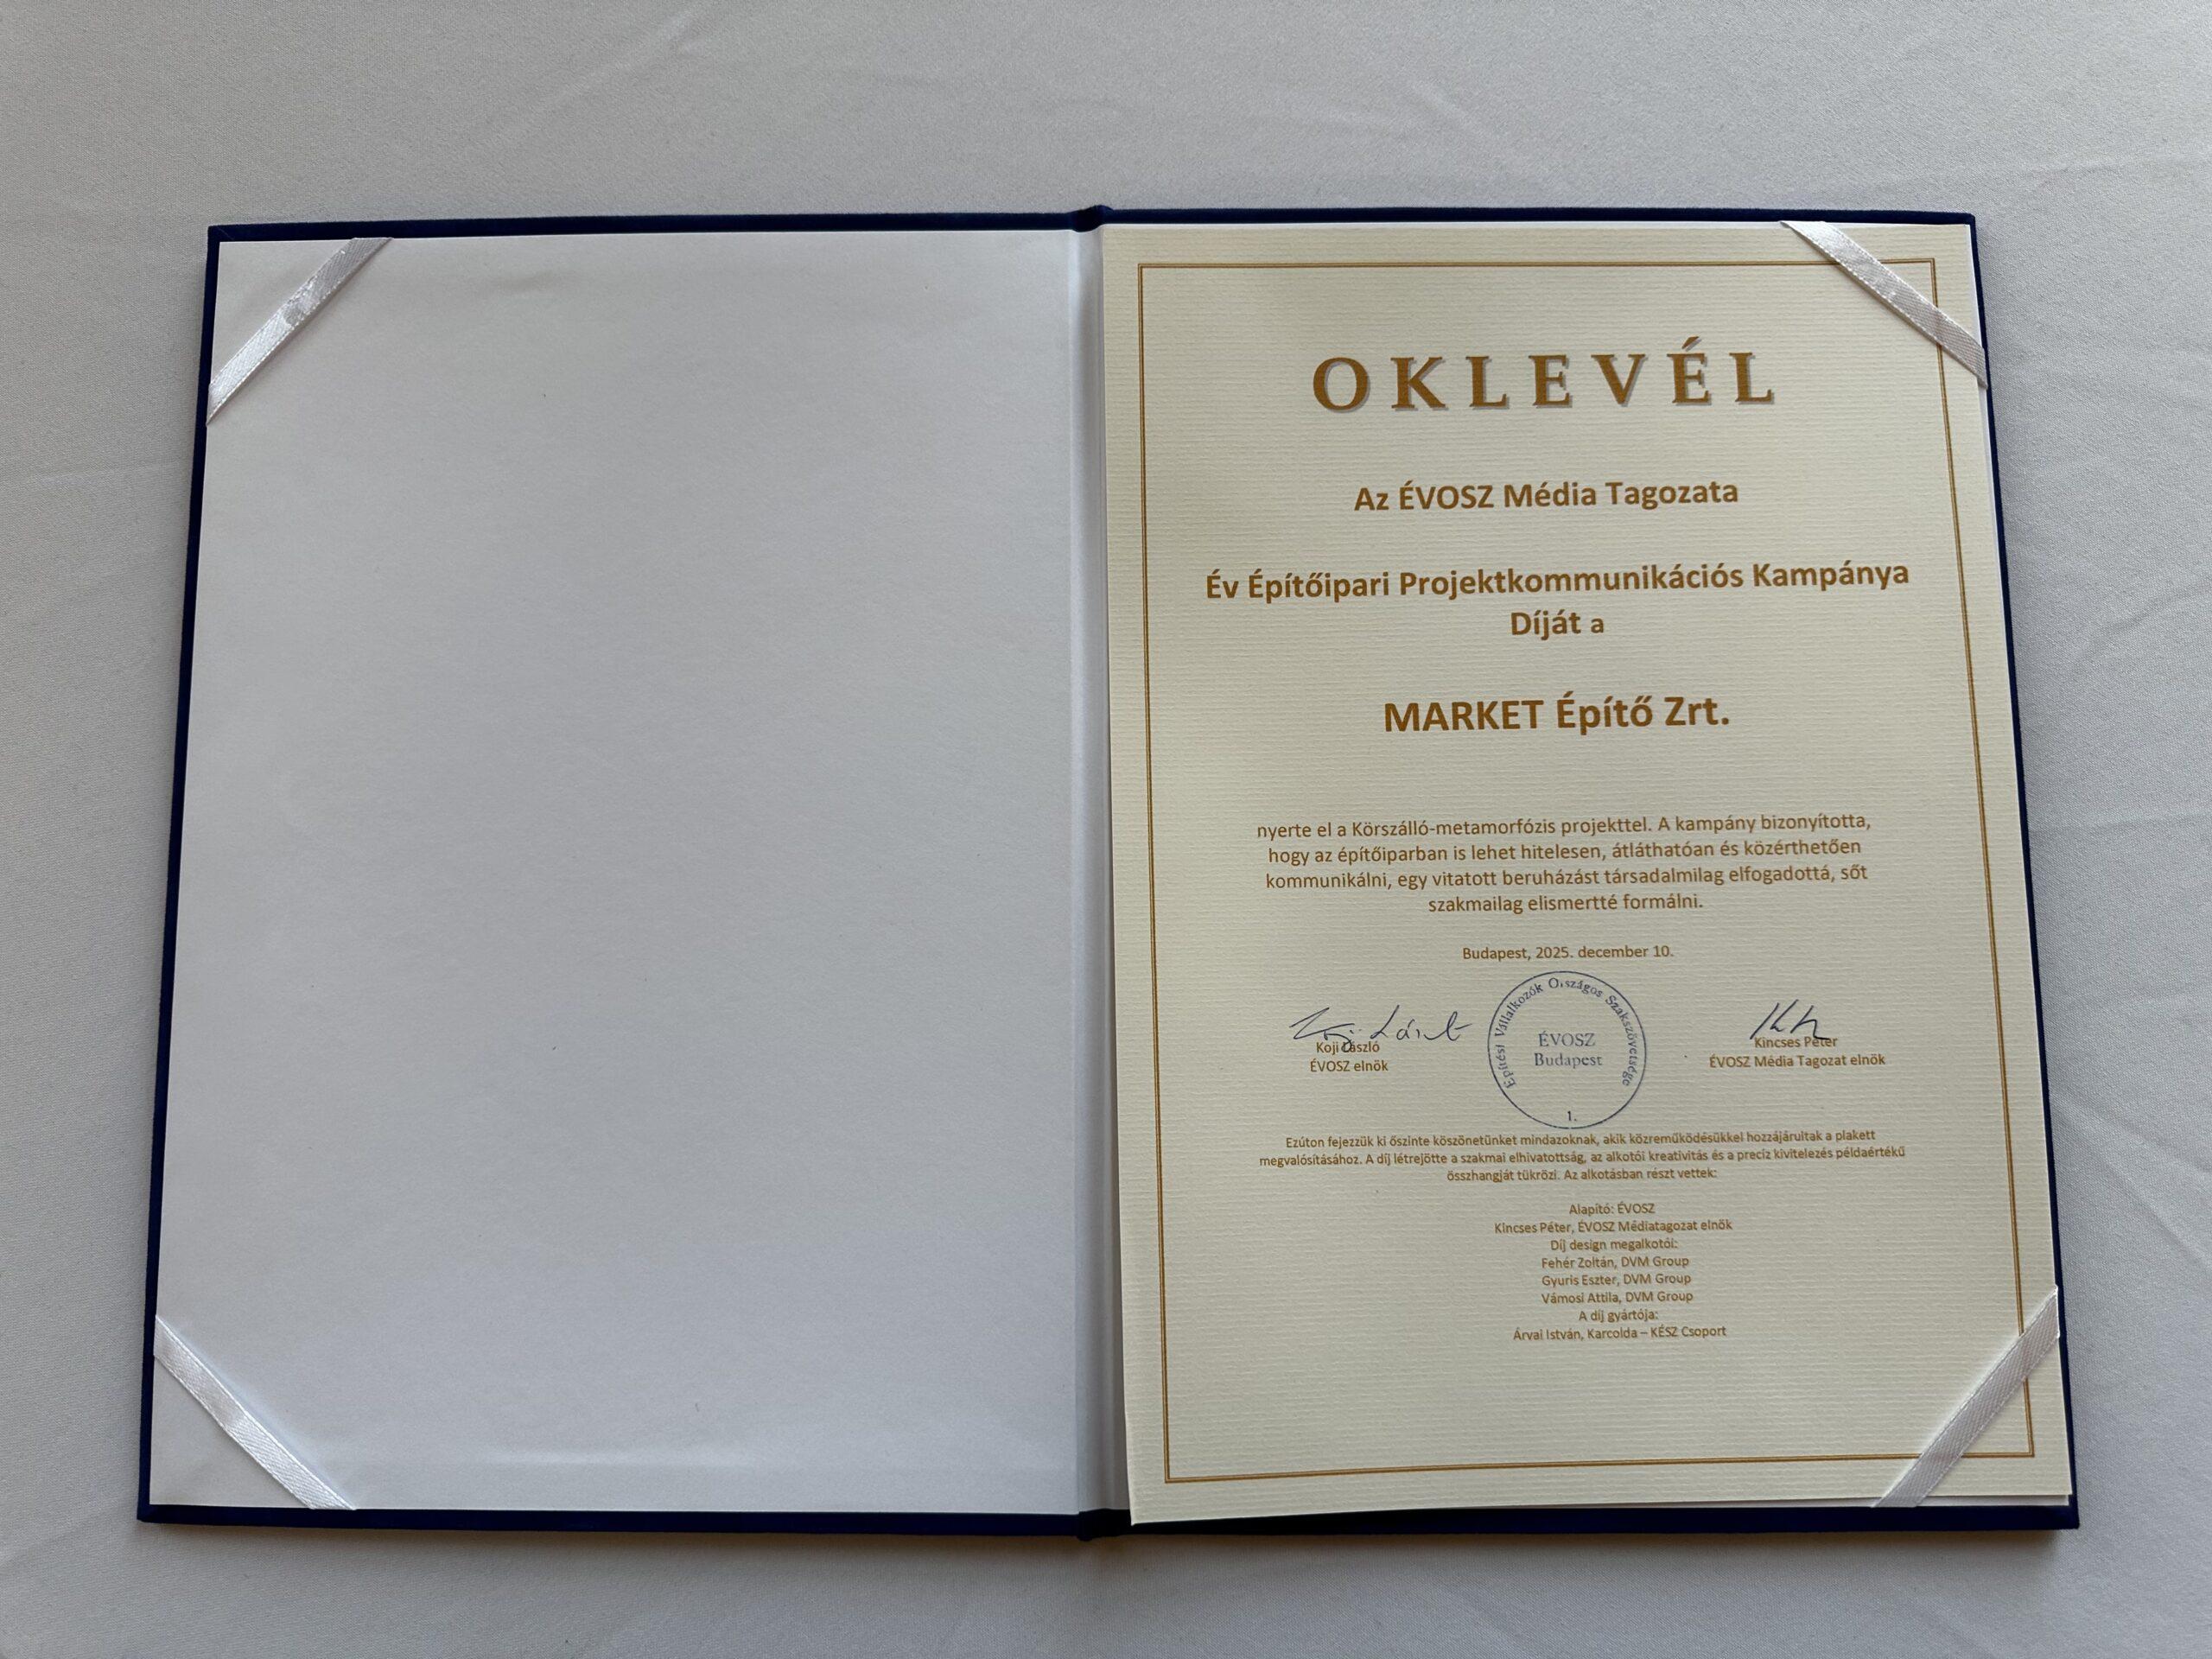 OKLEVÉL
Az ÉVOSZ Média Tagozata
Év Építőipari Projektkommunikációs Kampánya
Díját a
MARKET Építő Zrt.
nyerte el a Körszálló-metamorfózis projekttel. A kampány bizonyította,
hogy az építőiparban is lehet hitelesen, átláthatóan és közérthetően
kommunikálni, egy vitatott beruházást társadalmilag elfogadottá, sőt
szakmailag elismertté formálni.
Budapest, 2025. december 10.
Koji László
ÉVOSZ elnök
Építési Vállalkozók Országos Szakszövetsége
ÉVOSZ
Budapest
1.
Kincses Péter
ÉVOSZ Média Tagozat elnök
Ezúton fejezzük ki őszinte köszönetünket mindazoknak, akik közreműködésükkel hozzájárultak a plakett
megvalósításához. A díj létrejötte a szakmai elhivatottság, az alkotói kreativitás és a precíz kivitelezés példaértékű
összhangját tükrözi. Az alkotásban részt vettek:
Alapító: ÉVOSZ
Kincses Péter, ÉVOSZ Médiatagozat elnök
Díj design megalkotói:
Fehér Zoltán, DVM Group
Gyuris Eszter, DVM Group
Vámosi Attila, DVM Group
A díj gyártója:
Árvai István, Karcolda – KÉSZ Csoport